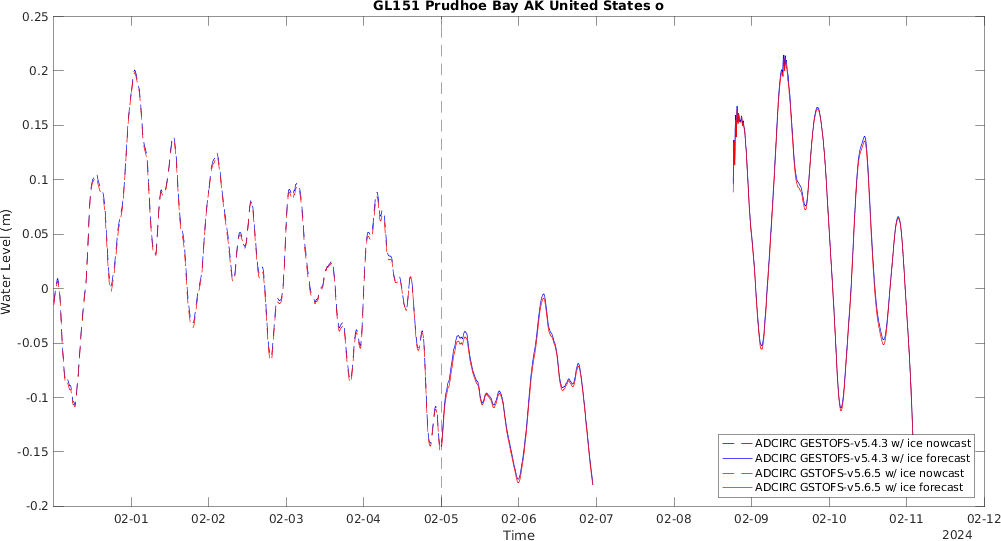 GL151 Prudhoe Bay AK United States o
0.25
0.2
0.15
0.1
0.05
0
-0.05
-0.1
-0.15
-0.2
Water Level (m)
ADCIRC GESTOFS-v5.4.3 w/ ice nowcast
ADCIRC GESTOFS-v5.4.3 w/ ice forecast
ADCIRC GSTOFS-v5.6.5 w/ ice nowcast
ADCIRC GSTOFS-v5.6.5 w/ ice forecast
02-01 02-02 02-03 02-04 02-05 02-06 02-07 02-08 02-09 02-10 02-11 02-12
Time
2024